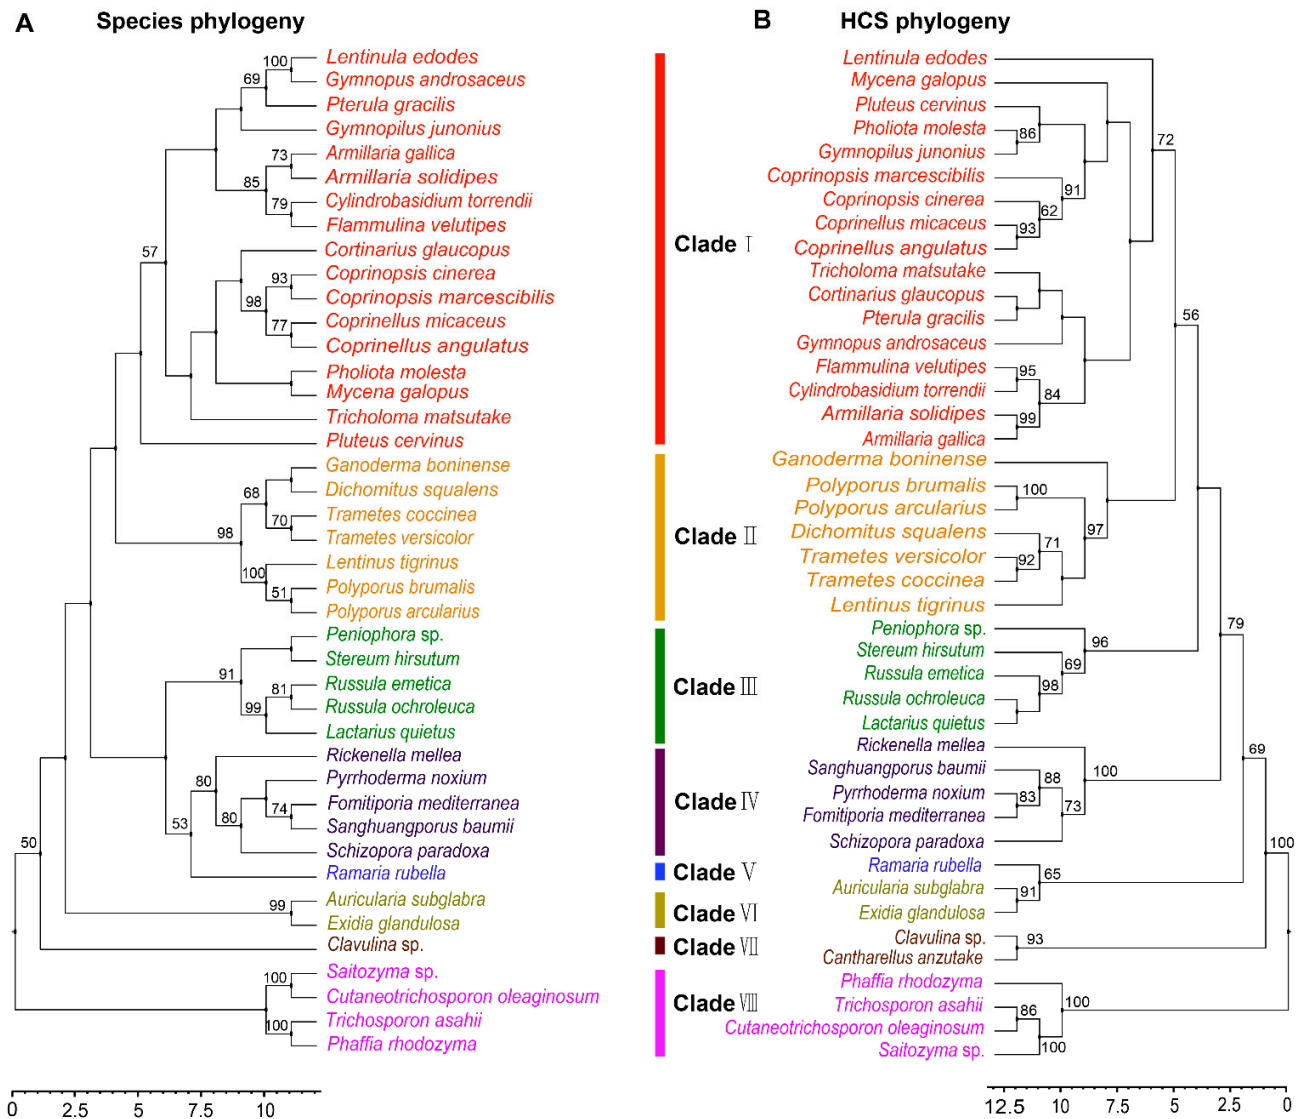 A Species phylogeny
B HCS phylogeny
Lentinula edodes
Gymnopus androsaceus
Pterula gracilis
Gymnopilus junonius
Armillaria gallica
Armillaria solidipes
Cylindrobasidium torrendii
Flammulina velutipes
Cortinarius glaucopus
Coprinopsis cinerea
Coprinopsis marcescibilis
Coprinellus micaceus
Coprinellus angulatus
Pholiota molesta
Mycena galopus
Tricholoma matsutake
Pluteus cervinus
Ganoderma boninense
Dichomitus squalens
Trametes coccinea
Trametes versicolor
Lentinus tigrinus
Polyporus brumalis
Polyporus arcularius
Peniophora sp.
Stereum hirsutum
Russula emetica
Russula ochroleuca
Lactarius quietus
Rickenella mellea
Pyrrhoderma noxium
Fomitiporia mediterranea
Sanghuangporus baumii
Schizopora paradoxa
Ramaria rubella
Auricularia subglabra
Exidia glandulosa
Clavulina sp.
Saitozyma sp.
Cutaneotrichosporon oleaginosum
Trichosporon asahii
Phaffia rhodozyma
100
69
73
85
79
57
93
98
77
68
70
98
100
51
91
81
99
80
74
80
53
50
99
100
100
0 2.5 5 7.5 10
Clade Ⅰ
Clade Ⅱ
Clade Ⅲ
Clade Ⅳ
Clade Ⅴ
Clade Ⅵ
Clade Ⅶ
Clade Ⅷ
Lentinula edodes
Mycena galopus
Pluteus cervinus
Pholiota molesta
Gymnopilus junonius
Coprinopsis marcescibilis
Coprinopsis cinerea
Coprinellus micaceus
Coprinellus angulatus
Tricholoma matsutake
Cortinarius glaucopus
Pterula gracilis
Gymnopus androsaceus
Flammulina velutipes
Cylindrobasidium torrendii
Armillaria solidipes
Armillaria gallica
Ganoderma boninense
Polyporus brumalis
Polyporus arcularius
Dichomitus squalens
Trametes versicolor
Trametes coccinea
Lentinus tigrinus
Peniophora sp.
Stereum hirsutum
Russula emetica
Russula ochroleuca
Lactarius quietus
Rickenella mellea
Sanghuangporus baumii
Pyrrhoderma noxium
Fomitiporia mediterranea
Schizopora paradoxa
Ramaria rubella
Auricularia subglabra
Exidia glandulosa
Clavulina sp.
Cantharellus anzutake
Phaffia rhodozyma
Trichosporon asahii
Cutaneotrichosporon oleaginosum
Saitozyma sp.
86
72
91
62
93
56
95
84
99
100
97
71
92
79
96
69
98
69
100
88
83
73
100
65
91
93
100
86
100
12.5 10 7.5 5 2.5 0